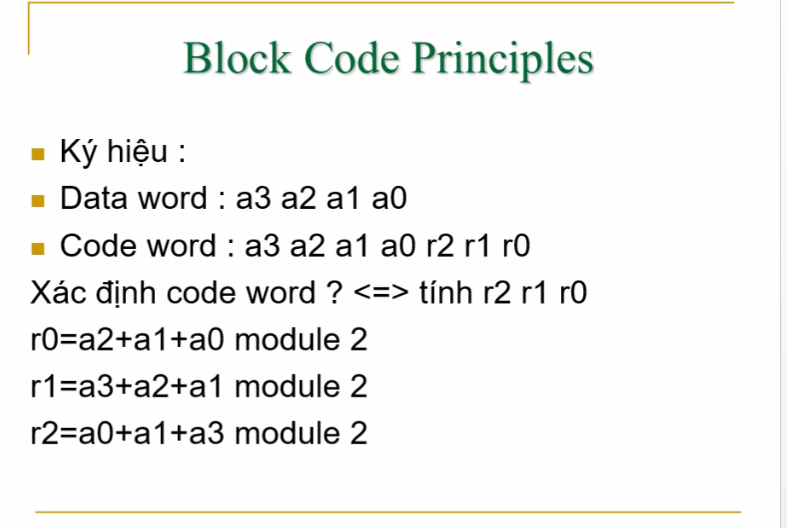 Block Code Principles
Ký hiệu :
Data word : a3 a2 a1 a0
Code word : a3 a2 a1 a0 r2 r1 r0
Xác định code word ? <=> tính r2 r1 r0
r0=a2+a1+a0 module 2
r1=a3+a2+a1 module 2
r2=a0+a1+a3 module 2